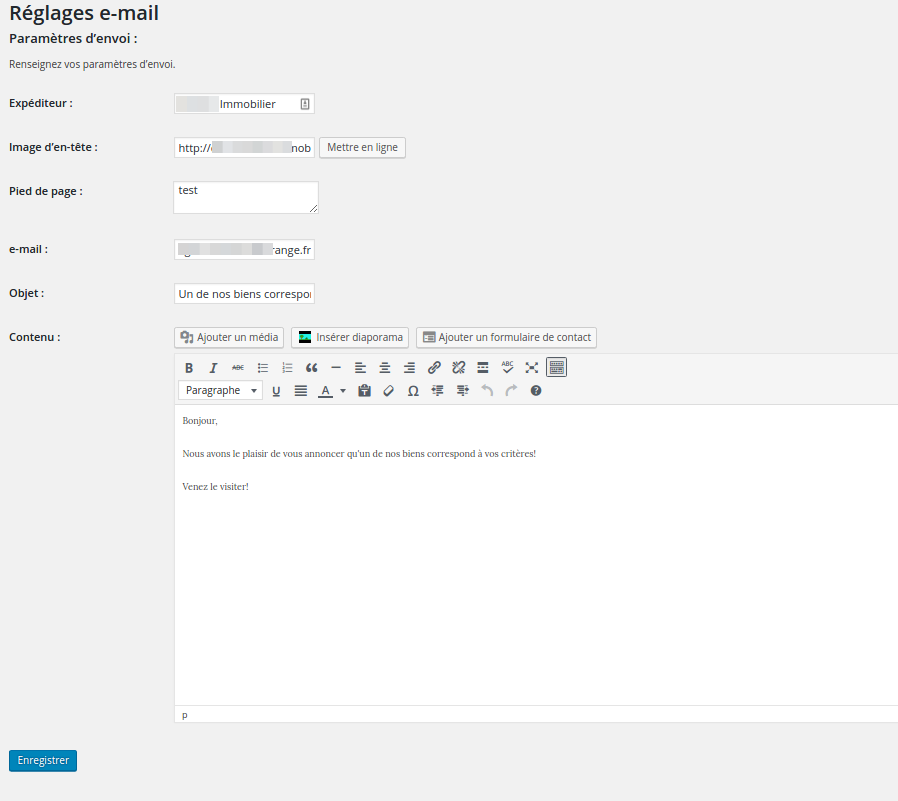 Réglages e-mail
Paramètres d'envoi :
Renseignez vos paramètres d'envoi.
Expéditeur : Immobilier
Image d'en-tête : http:// nob Mettre en ligne
Pied de page : test
e-mail : range.fr
Objet : Un de nos biens correspo
Contenu : Ajouter un média Insérer diaporama Ajouter un formulaire de contact
B I ABC ABC
Paragraphe U A Ω
Bonjour,
Nous avons le plaisir de vous annoncer qu'un de nos biens correspond à vos critères!
Venez le visiter!
p
Enregistrer